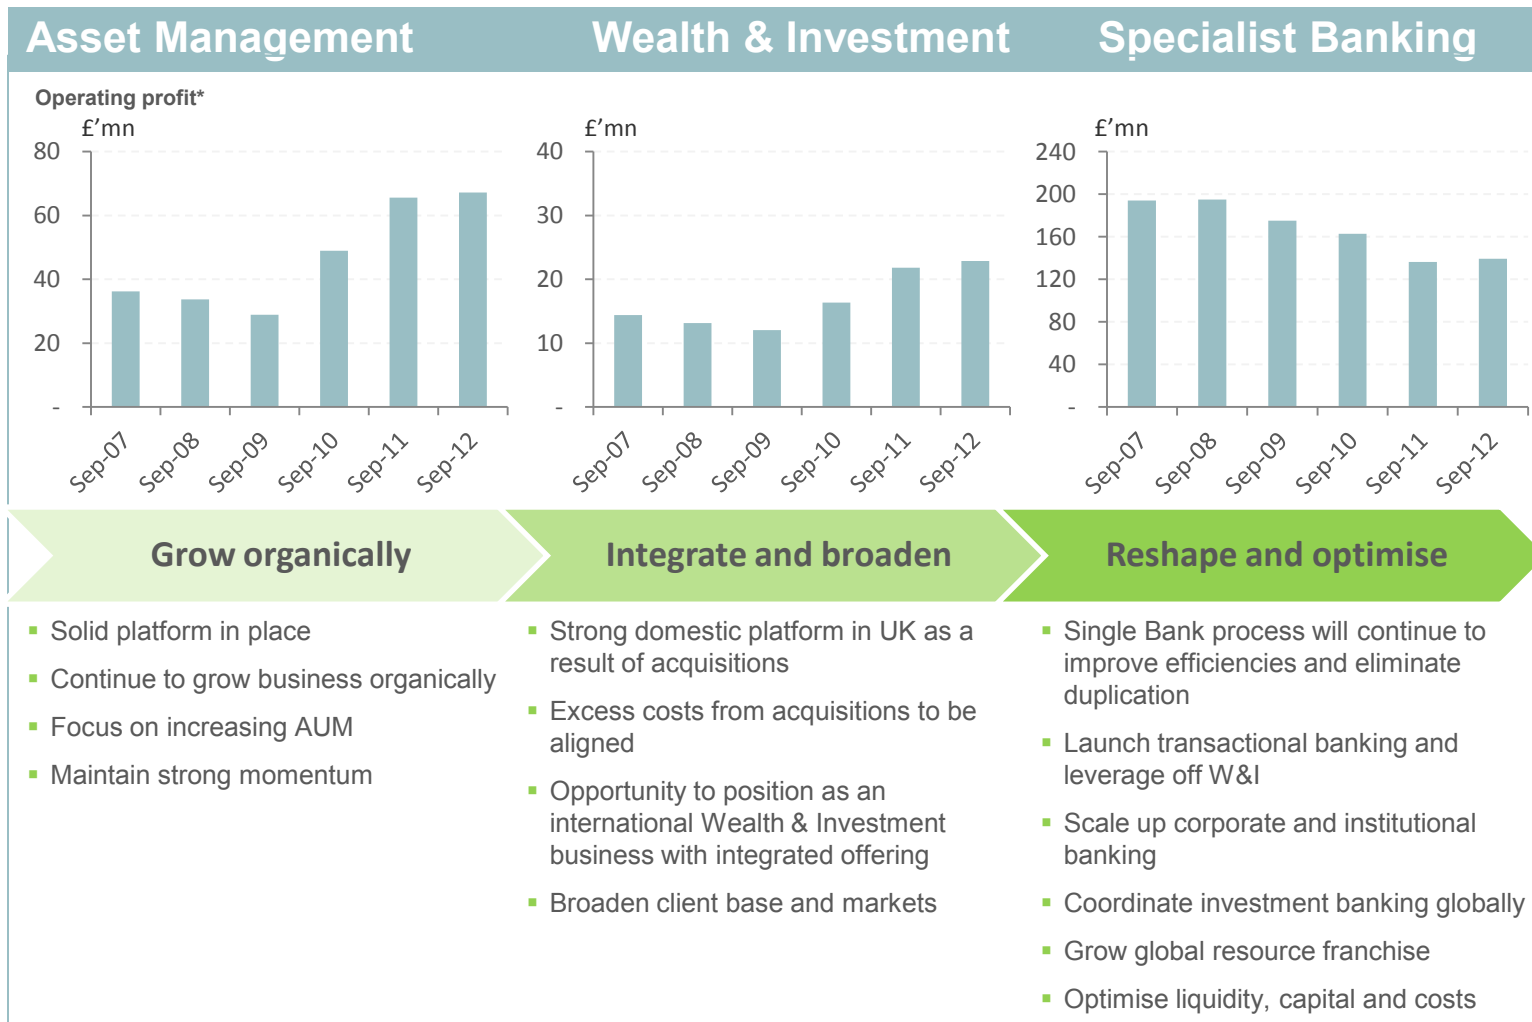 Asset Management
Wealth & Investment
Specialist Banking
Operating profit*
£’mn
80
60
40
20
-
Sep-07
Sep-08
Sep-09
Sep-10
Sep-11
Sep-12
£’mn
40
30
20
10
-
Sep-07
Sep-08
Sep-09
Sep-10
Sep-11
Sep-12
£’mn
240
200
160
120
80
40
-
Sep-07
Sep-08
Sep-09
Sep-10
Sep-11
Sep-12
Grow organically
Integrate and broaden
Reshape and optimise
▪ Solid platform in place
▪ Continue to grow business organically
▪ Focus on increasing AUM
▪ Maintain strong momentum
▪ Strong domestic platform in UK as a
result of acquisitions
▪ Excess costs from acquisitions to be
aligned
▪ Opportunity to position as an
international Wealth & Investment
business with integrated offering
▪ Broaden client base and markets
▪ Single Bank process will continue to
improve efficiencies and eliminate
duplication
▪ Launch transactional banking and
leverage off W&I
▪ Scale up corporate and institutional
banking
▪ Coordinate investment banking globally
▪ Grow global resource franchise
▪ Optimise liquidity, capital and costs